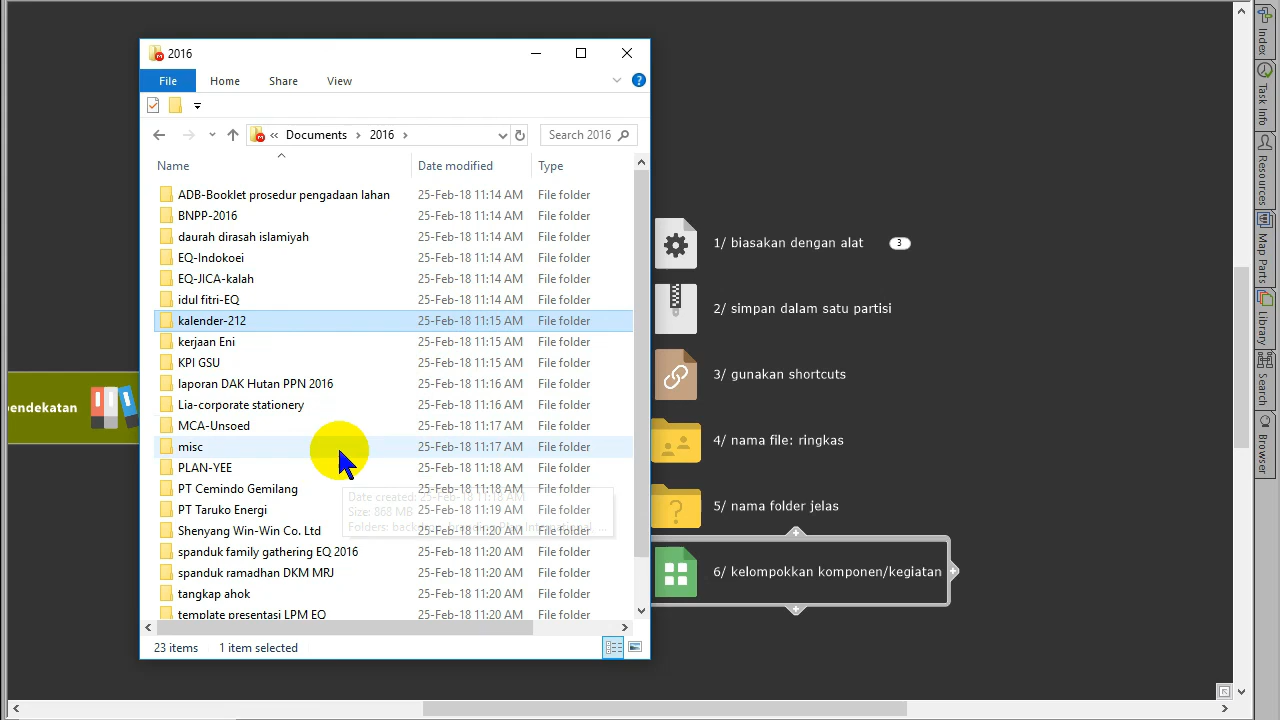 2016
File Home Share View
« Documents > 2016 >
Search 2016
Name Date modified Type
ADB-Booklet prosedur pengadaan lahan 25-Feb-18 11:14 AM File folder
BNPP-2016 25-Feb-18 11:14 AM File folder
daurah dirasah islamiyah 25-Feb-18 11:14 AM File folder
EQ-Indokoei 25-Feb-18 11:14 AM File folder
EQ-JICA-kalah 25-Feb-18 11:14 AM File folder
idul fitri-EQ 25-Feb-18 11:14 AM File folder
kalender-212 25-Feb-18 11:15 AM File folder
kerjaan Eni 25-Feb-18 11:15 AM File folder
KPI GSU 25-Feb-18 11:15 AM File folder
laporan DAK Hutan PPN 2016 25-Feb-18 11:16 AM File folder
Lia-corporate stationery 25-Feb-18 11:16 AM File folder
MCA-Unsoed 25-Feb-18 11:17 AM File folder
misc 25-Feb-18 11:17 AM File folder
PLAN-YEE 25-Feb-18 11:18 AM File folder
PT Cemindo Gemilang 25-Feb-18 11:18 AM File folder
PT Taruko Energi 25-Feb-18 11:19 AM File folder
Shenyang Win-Win Co. Ltd 25-Feb-18 11:20 AM File folder
spanduk family gathering EQ 2016 25-Feb-18 11:20 AM File folder
spanduk ramadhan DKM MRJ 25-Feb-18 11:20 AM File folder
tangkap ahok 25-Feb-18 11:20 AM File folder
template presentasi LPM EQ 25-Feb-18 11:20 AM File folder
Date created: 25-Feb-18 11:18 AM
Size: 868 MB
Folders:
23 items 1 item selected
pendekatan
1/ biasakan dengan alat 3
2/ simpan dalam satu partisi
3/ gunakan shortcuts
4/ nama file: ringkas
5/ nama folder jelas
6/ kelompokkan komponen/kegiatan
Index
Task Info
Resources
Map Parts
Library
Search
Browser